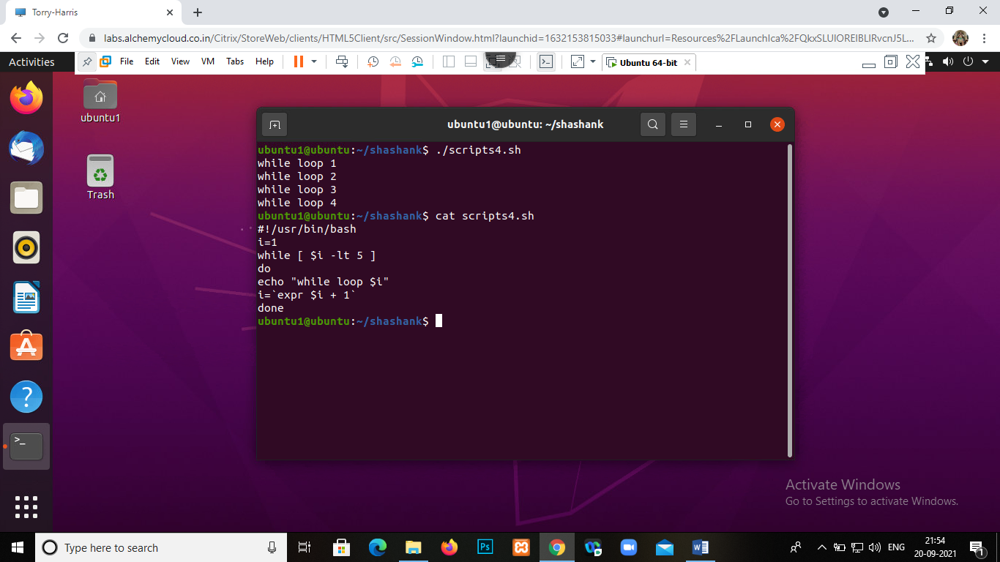 Torry-Harris
labs.alchemycloud.co.in/Citrix/StoreWeb/clients/HTML5Client/src/SessionWindow.html?launchid=1632153815033#launchurl=Resources%2FLaunchIca%2FQkxSLUlOREIBLlRvcnJ5L...
Activities
File Edit View VM Tabs Help
Ubuntu 64-bit
ubuntu1
Trash
ubuntu1@ubuntu: ~/shashank
ubuntu1@ubuntu:~/shashank$ ./scripts4.sh
while loop 1
while loop 2
while loop 3
while loop 4
ubuntu1@ubuntu:~/shashank$ cat scripts4.sh
#!/usr/bin/bash
i=1
while [ $i -lt 5 ]
do
echo "while loop $i"
i=`expr $i + 1`
done
ubuntu1@ubuntu:~/shashank$
>_
Activate Windows
Go to Settings to activate Windows.
Type here to search
Ps
ENG
21:54
20-09-2021
1